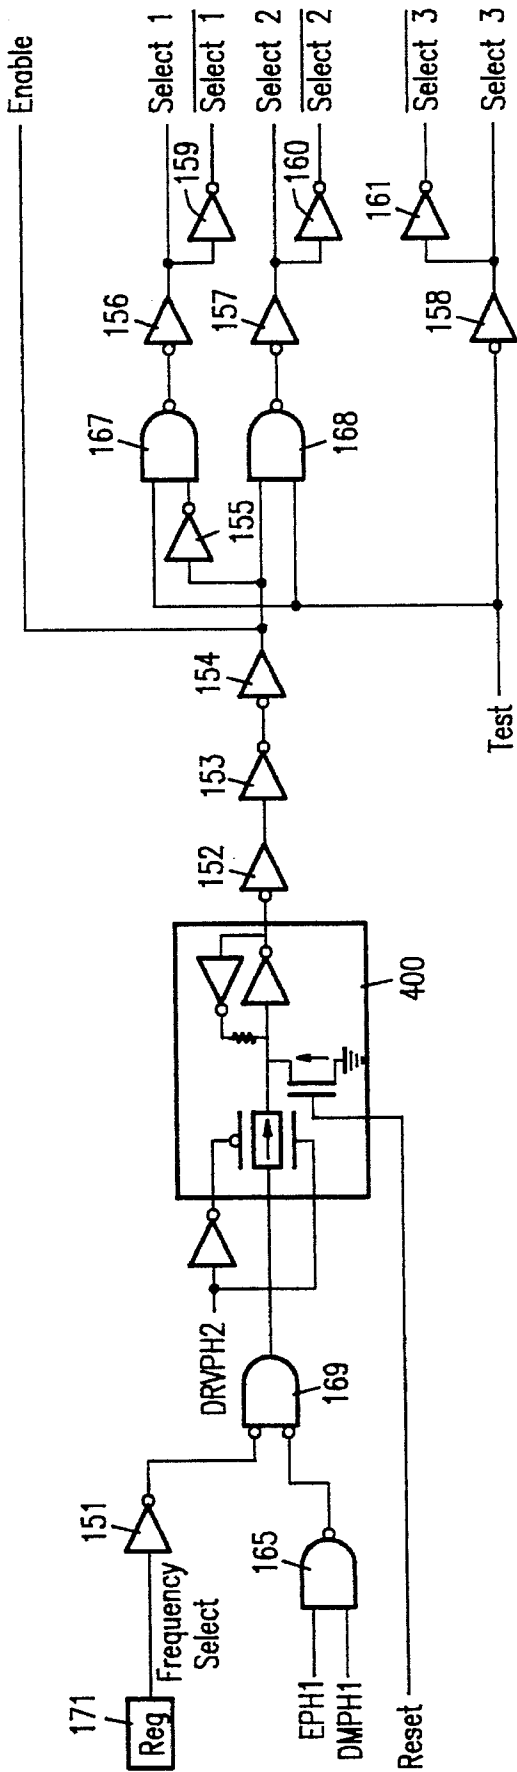 171
Reg
Frequency
Select
151
EPH1
DMPH1
165
Reset
169
DRVPH2
400
152
153
154
Test
155
167
168
156
157
158
159
160
161
Enable
Select 1
Select 1
Select 2
Select 2
Select 3
Select 3